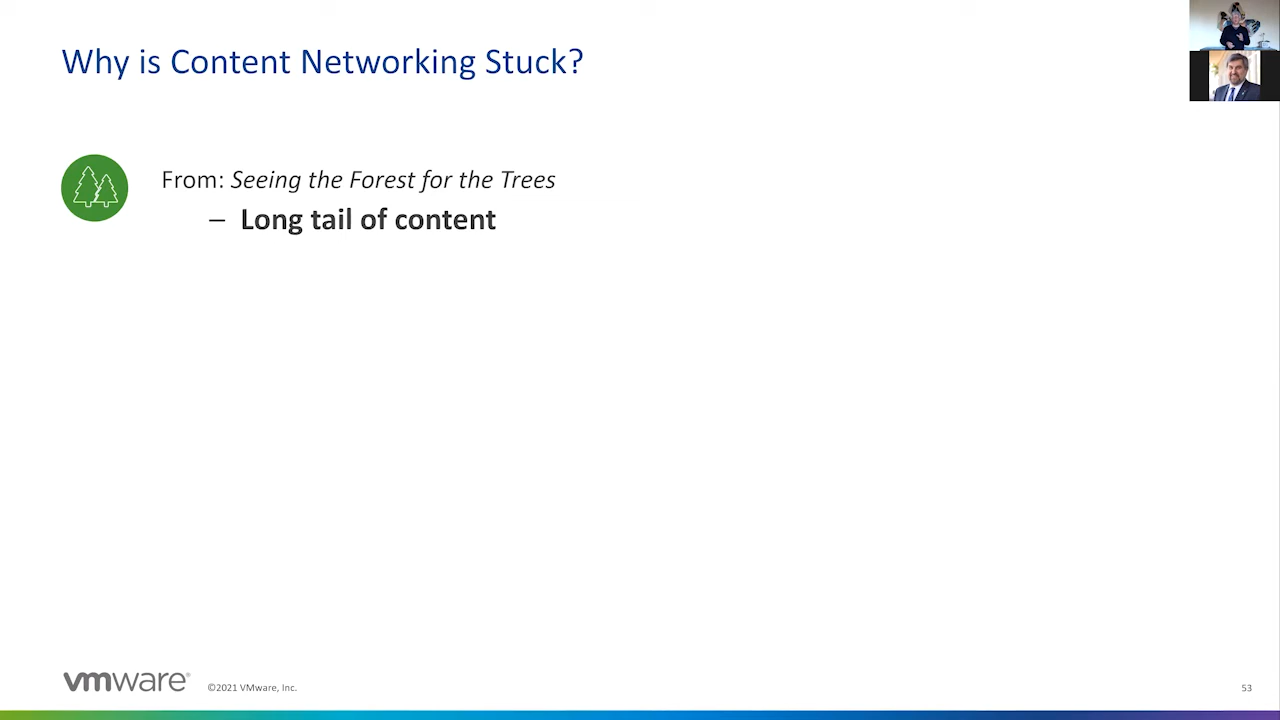 Why is Content Networking Stuck?
From: Seeing the Forest for the Trees
– Long tail of content
vmware®
©2021 VMware, Inc.
53